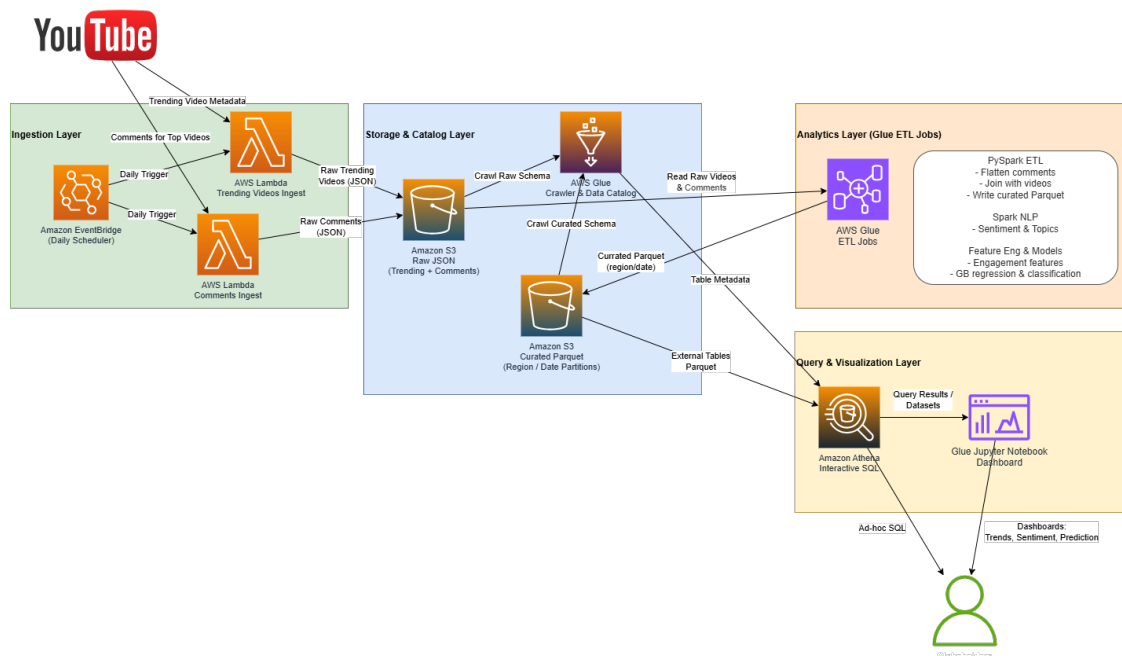 YouTube
Trending Video Metadata
Ingestion Layer
Comments for Top Videos
Daily Trigger
AWS Lambda
Trending Videos Ingest
Daily Trigger
Amazon EventBridge
(Daily Scheduler)
AWS Lambda
Comments Ingest
Raw Trending
Videos (JSON)
Raw Comments
(JSON)
Storage & Catalog Layer
Crawl Raw Schema
AWS Glue
Crawler & Data Catalog
Amazon S3
Raw JSON
(Trending + Comments)
Crawl Curated Schema
Amazon S3
Curated Parquet
(Region / Date Partitions)
Read Raw Videos
& Comments
Currated Parquet
(region/date)
Table Metadata
External Tables
Parquet
Analytics Layer (Glue ETL Jobs)
AWS Glue
ETL Jobs
PySpark ETL
- Flatten comments
- Join with videos
- Write curated Parquet
Spark NLP
- Sentiment & Topics
Feature Eng & Models
- Engagement features
- GB regression & classification
Query & Visualization Layer
Amazon Athena
Interactive SQL
Query Results /
Datasets
Glue Jupyter Notebook
Dashboard
Ad-hoc SQL
Dashboards:
Trends, Sentiment, Prediction